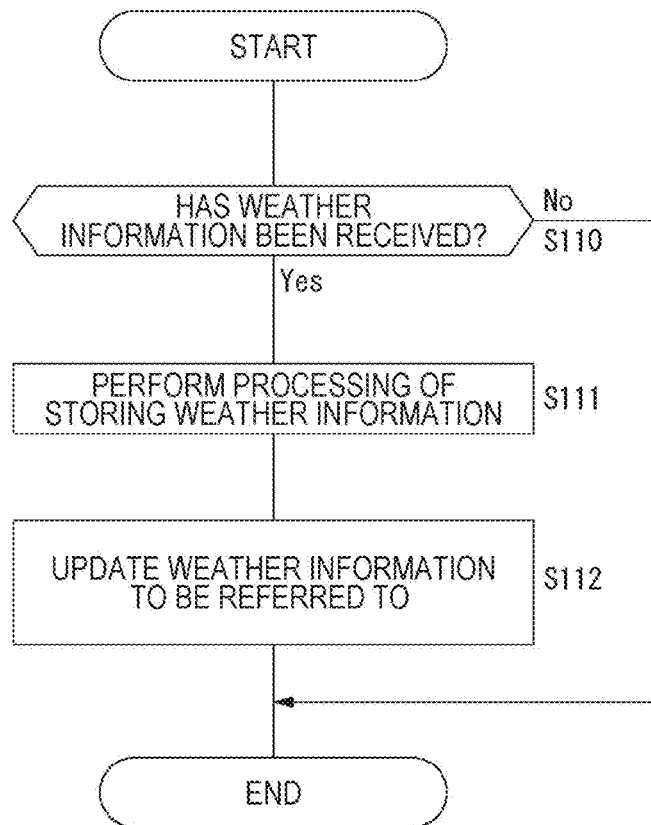 START
HAS WEATHER
INFORMATION BEEN RECEIVED?
No
S110
Yes
PERFORM PROCESSING OF
STORING WEATHER INFORMATION
S111
UPDATE WEATHER INFORMATION
TO BE REFERRED TO
S112
END